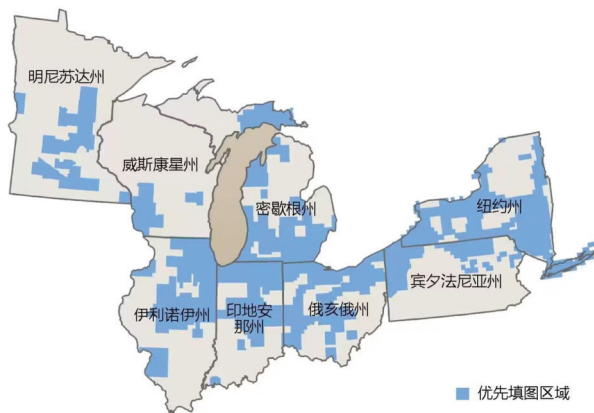 明尼苏达州
威斯康星州
密歇根州
纽约州
宾夕法尼亚州
伊利诺伊州
印地安
那州
俄亥俄州
优先填图区域